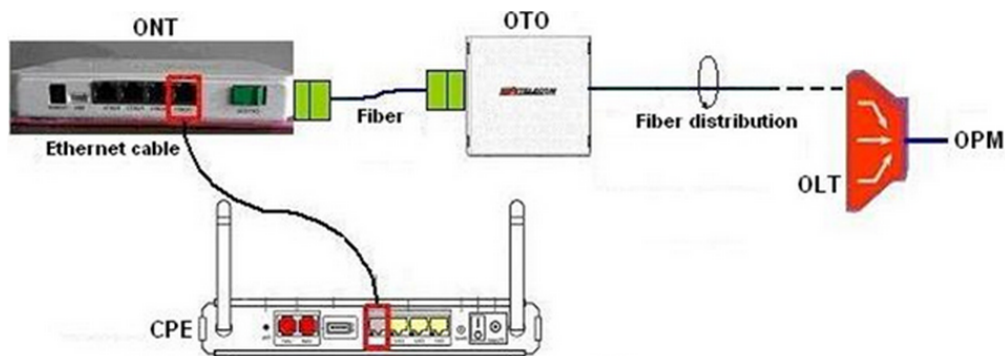 ONT
OTO
Fiber
Fiber distribution
Ethernet cable
OPM
OLT
CPE